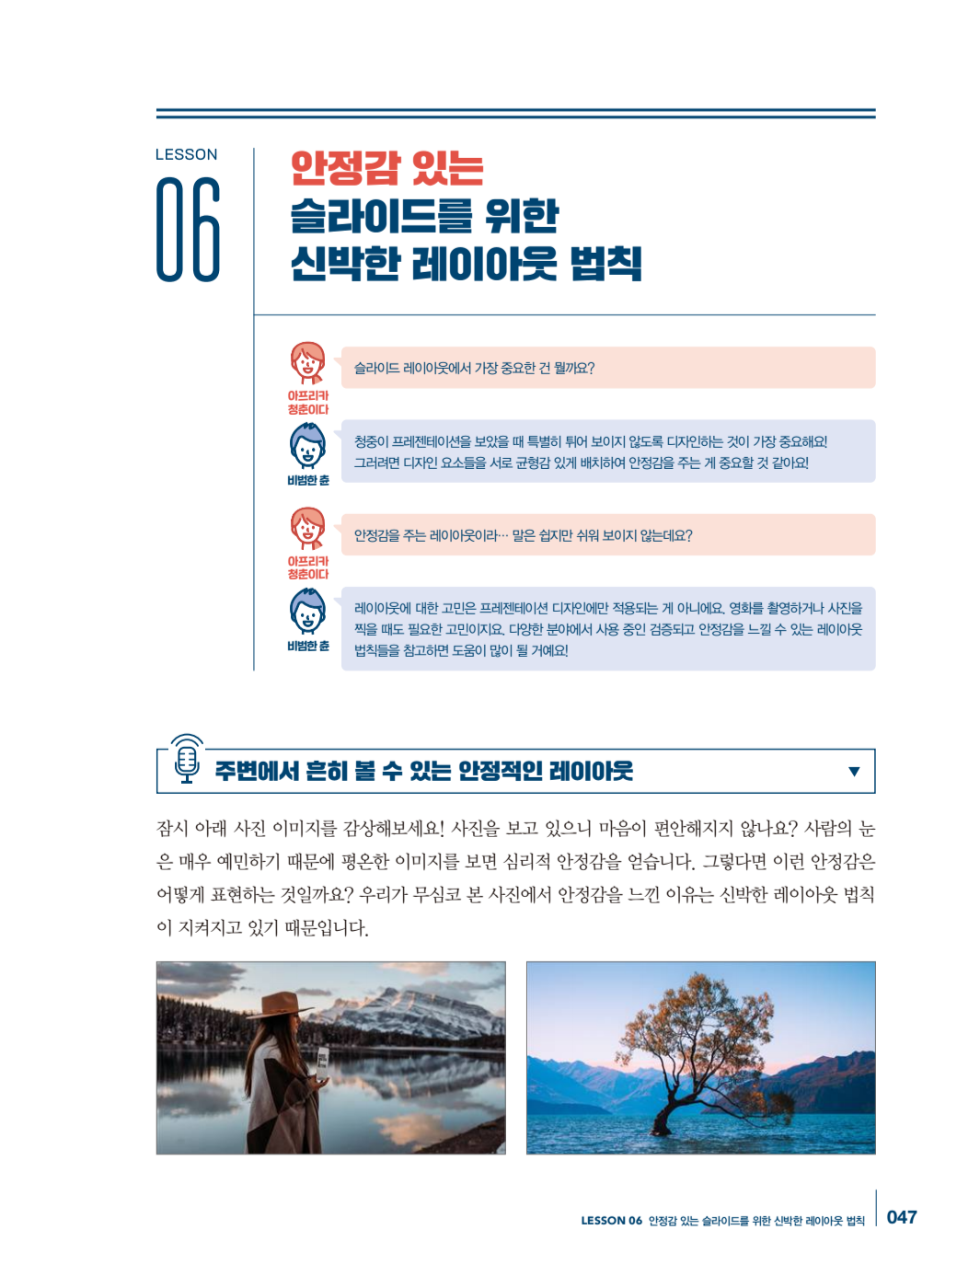 LESSON
06
안정감 있는
슬라이드를 위한
신박한 레이아웃 법칙
아프리카
청춘이다
슬라이드 레이아웃에서 가장 중요한 건 뭘까요?
비범한 츈
청중이 프레젠테이션을 보았을 때 특별히 튀어 보이지 않도록 디자인하는 것이 가장 중요해요!
그러려면 디자인 요소들을 서로 균형감 있게 배치하여 안정감을 주는 게 중요할 것 같아요!
아프리카
청춘이다
안정감을 주는 레이아웃이라… 말은 쉽지만 쉬워 보이지 않는데요?
비범한 츈
레이아웃에 대한 고민은 프레젠테이션 디자인에만 적용되는 게 아니에요. 영화를 촬영하거나 사진을
찍을 때도 필요한 고민이지요. 다양한 분야에서 사용 중인 검증되고 안정감을 느낄 수 있는 레이아웃
법칙들을 참고하면 도움이 많이 될 거예요!
주변에서 흔히 볼 수 있는 안정적인 레이아웃 ▼
잠시 아래 사진 이미지를 감상해보세요! 사진을 보고 있으니 마음이 편안해지지 않나요? 사람의 눈
은 매우 예민하기 때문에 평온한 이미지를 보면 심리적 안정감을 얻습니다. 그렇다면 이런 안정감은
어떻게 표현하는 것일까요? 우리가 무심코 본 사진에서 안정감을 느낀 이유는 신박한 레이아웃 법칙
이 지켜지고 있기 때문입니다.
LESSON 06 안정감 있는 슬라이드를 위한 신박한 레이아웃 법칙 047